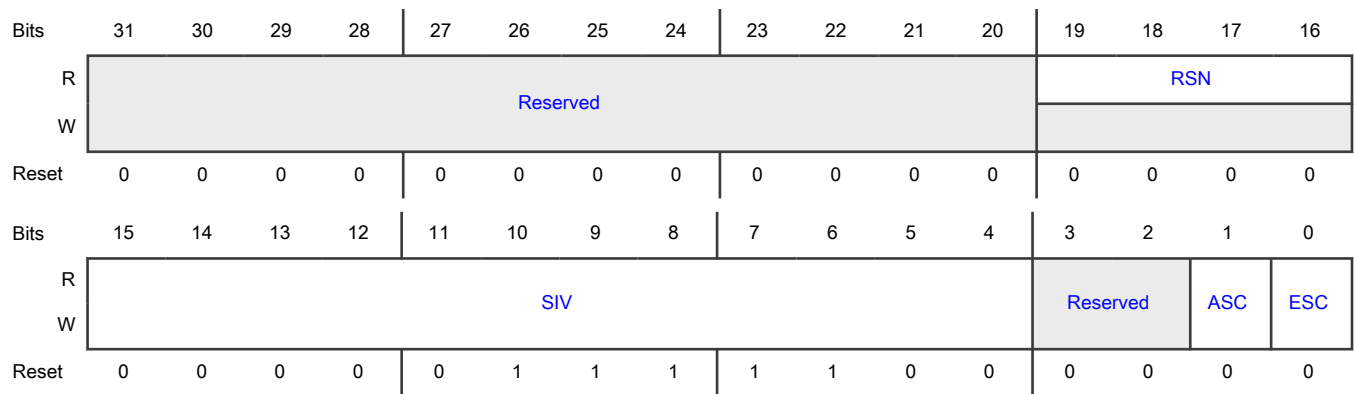 Bits 31 30 29 28 27 26 25 24 23 22 21 20 19 18 17 16
R Reserved RSN
W
Reset 0 0 0 0 0 0 0 0 0 0 0 0 0 0 0 0
Bits 15 14 13 12 11 10 9 8 7 6 5 4 3 2 1 0
R SIV Reserved ASC ESC
W
Reset 0 0 0 0 0 1 1 1 1 1 0 0 0 0 0 0